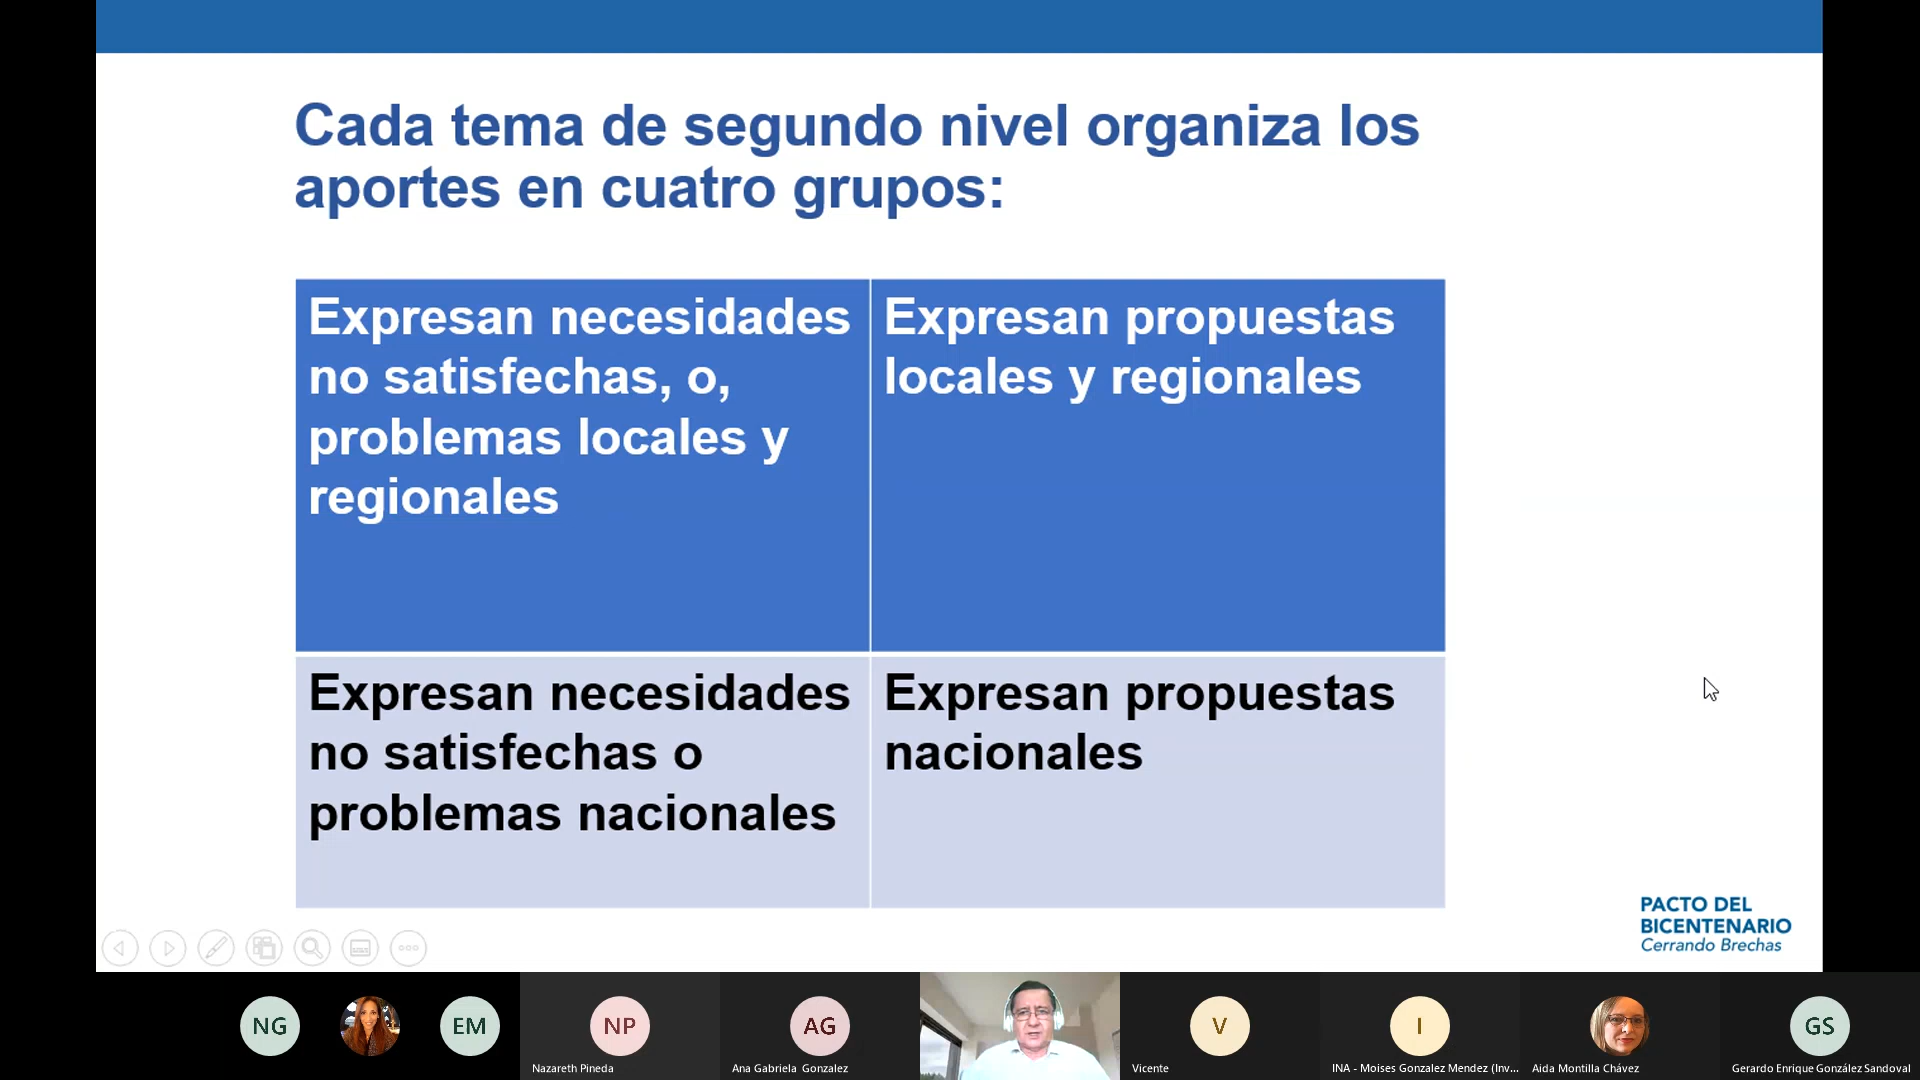 Cada tema de segundo nivel organiza los
aportes en cuatro grupos:
Expresan necesidades
no satisfechas, o,
problemas locales y
regionales
Expresan propuestas
locales y regionales
Expresan necesidades
no satisfechas o
problemas nacionales
Expresan propuestas
nacionales
PACTO DEL
BICENTENARIO
Cerrando Brechas
NG
EM
NP
Nazareth Pineda
AG
Ana Gabriela Gonzalez
V
Vicente
I
INA - Moises Gonzalez Mendez (Inv...
Aida Montilla Chávez
GS
Gerardo Enrique González Sandoval